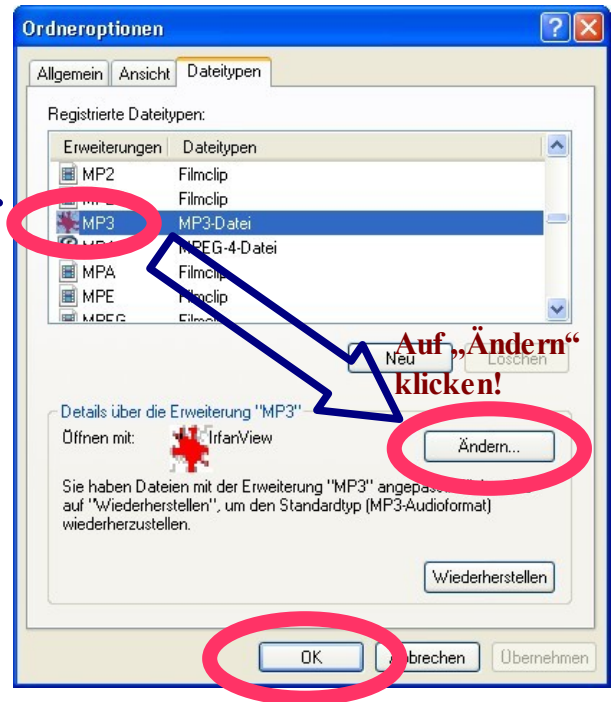 Ordneroptionen
Allgemein Ansicht Dateitypen
Registrierte Dateitypen:
Erweiterungen Dateitypen
MP2 Filmclip
MP3 MP3-Datei
MPEG-4-Datei
MPA Filmclip
MPE Filmclip
MPEG Filmclip
Auf „Ändern“
klicken!
Neu Löschen
Details über die Erweiterung "MP3"
Öffnen mit: IrfanView
Ändern...
Sie haben Dateien mit der Erweiterung "MP3"
auf "Wiederherstellen", um den Standardtyp (MP3-Audioformat)
wiederherzustellen.
Wiederherstellen
OK Abbrechen Übernehmen